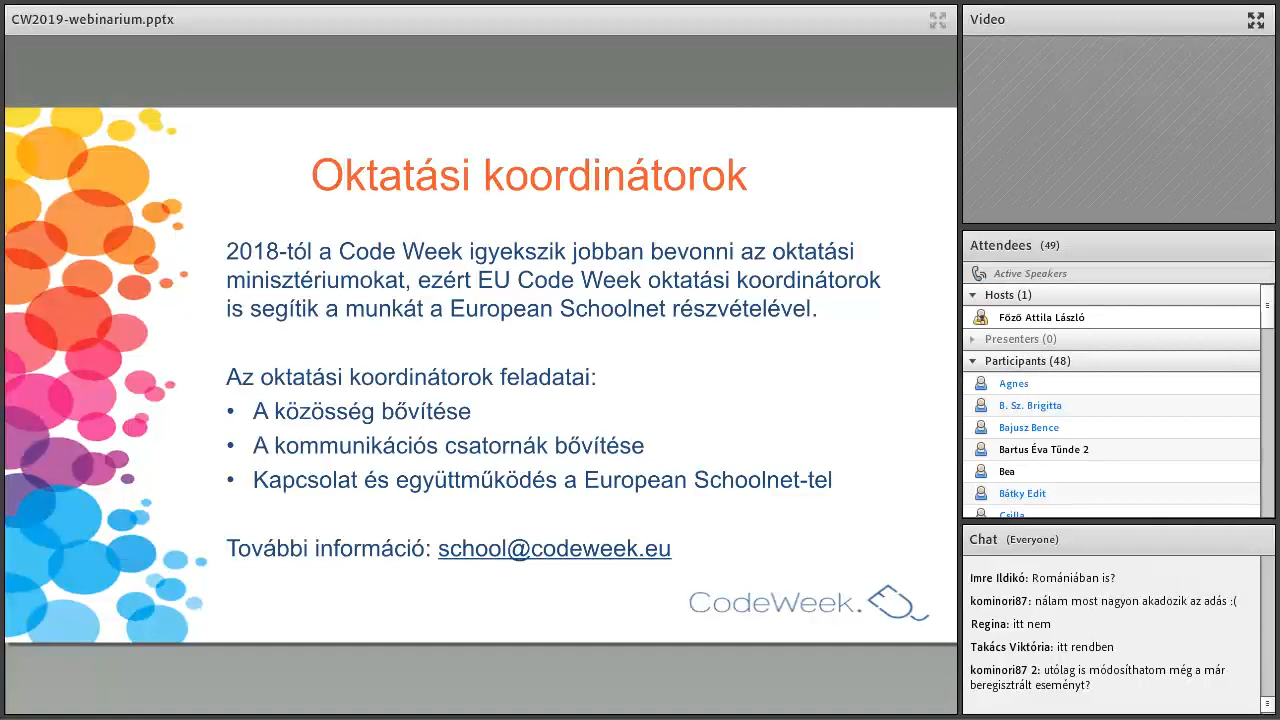 CW2019-webinarium.pptx
Oktatási koordinátorok
2018-tól a Code Week igyekszik jobban bevonni az oktatási
minisztériumokat, ezért EU Code Week oktatási koordinátorok
is segítik a munkát a European Schoolnet részvételével.
Az oktatási koordinátorok feladatai:
• A közösség bővítése
• A kommunikációs csatornák bővítése
• Kapcsolat és együttműködés a European Schoolnet-tel
További információ: school@codeweek.eu
CodeWeek.
Video
Attendees (49)
Active Speakers
Hosts (1)
Főző Attila László
Presenters (0)
Participants (48)
Agnes
B. Sz. Brigitta
Bajusz Bence
Bartus Éva Tünde 2
Bea
Bátky Edit
Csilla
Chat (Everyone)
Imre Ildikó: Romániában is?
kominori87: nálam most nagyon akadozik az adás :(
Regina: itt nem
Takács Viktória: itt rendben
kominori87 2: utólag is módosíthatom még a már
beregisztrált eseményt?